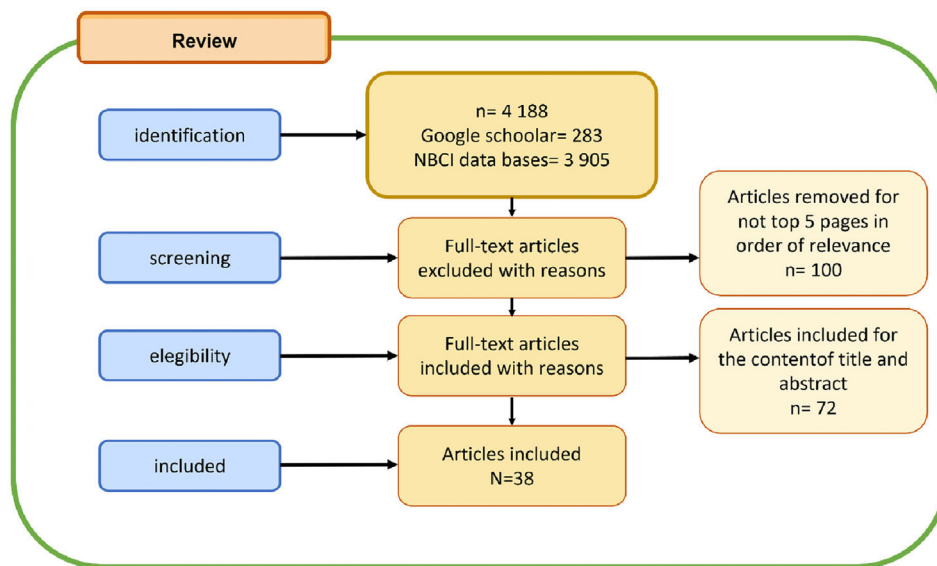 Review
identification
n= 4 188
Google schoolar= 283
NBCI data bases= 3 905
screening
Full-text articles
excluded with reasons
Articles removed for
not top 5 pages in
order of relevance
n= 100
elegibility
Full-text articles
included with reasons
Articles included for
the contentof title and
abstract
n= 72
included
Articles included
N=38